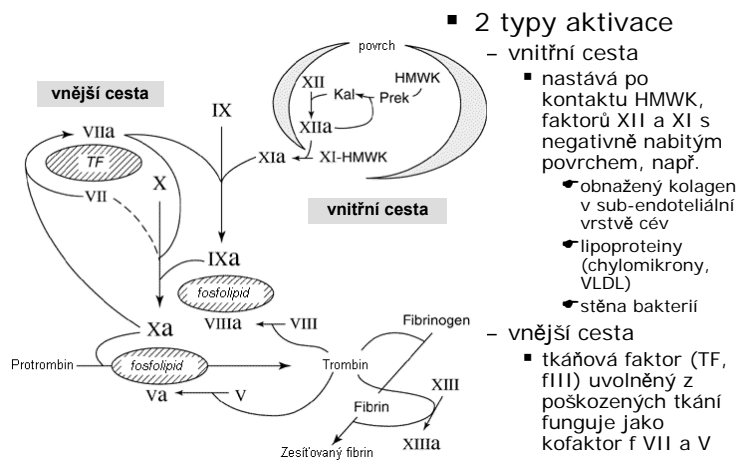 povrch
vnější cesta
XII
HMWK
Kal
Prek
IX
XIIa
VIIa
TF
XIa
XI-HMWK
X
VII
vnitřní cesta
IXa
fosfolipid
Xa
VIIIa
VIII
Fibrinogen
Protrombin
fosfolipid
Trombin
Va
V
XIII
Fibrin
XIIIa
Zesíťovaný fibrin
▪ 2 typy aktivace
– vnitřní cesta
▪ nastává po
kontaktu HMWK,
faktorů XII a XI s
negativně nabitým
povrchem, např.
obnažený kolagen
v sub-endoteliální
vrstvě cév
lipoproteiny
(chylomikrony,
VLDL)
stěna bakterií
– vnější cesta
▪ tkáňová faktor (TF,
fIII) uvolněný z
poškozených tkání
funguje jako
kofaktor f VII a V